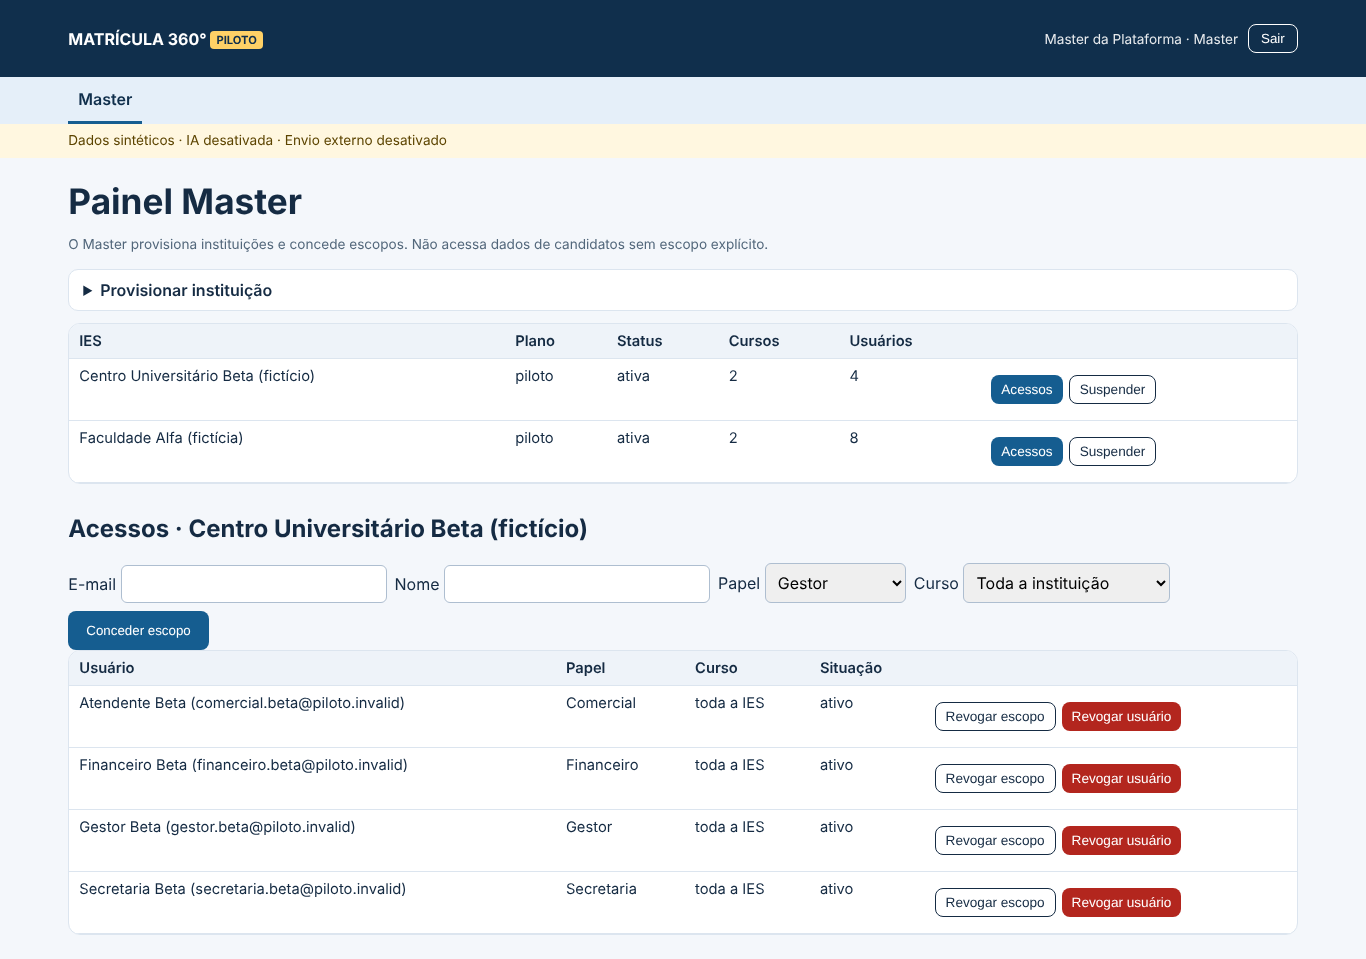 MATRÍCULA 360° PILOTO
Master da Plataforma · Master Sair
Master
Dados sintéticos · IA desativada · Envio externo desativado
Painel Master
O Master provisiona instituições e concede escopos. Não acessa dados de candidatos sem escopo explícito.
Provisionar instituição
IES Plano Status Cursos Usuários
Centro Universitário Beta (fictício) piloto ativa 2 4 Acessos Suspender
Faculdade Alfa (fictícia) piloto ativa 2 8 Acessos Suspender
Acessos · Centro Universitário Beta (fictício)
E-mail Nome Papel Gestor Curso Toda a instituição
Conceder escopo
Usuário Papel Curso Situação
Atendente Beta (comercial.beta@piloto.invalid) Comercial toda a IES ativo Revogar escopo Revogar usuário
Financeiro Beta (financeiro.beta@piloto.invalid) Financeiro toda a IES ativo Revogar escopo Revogar usuário
Gestor Beta (gestor.beta@piloto.invalid) Gestor toda a IES ativo Revogar escopo Revogar usuário
Secretaria Beta (secretaria.beta@piloto.invalid) Secretaria toda a IES ativo Revogar escopo Revogar usuário